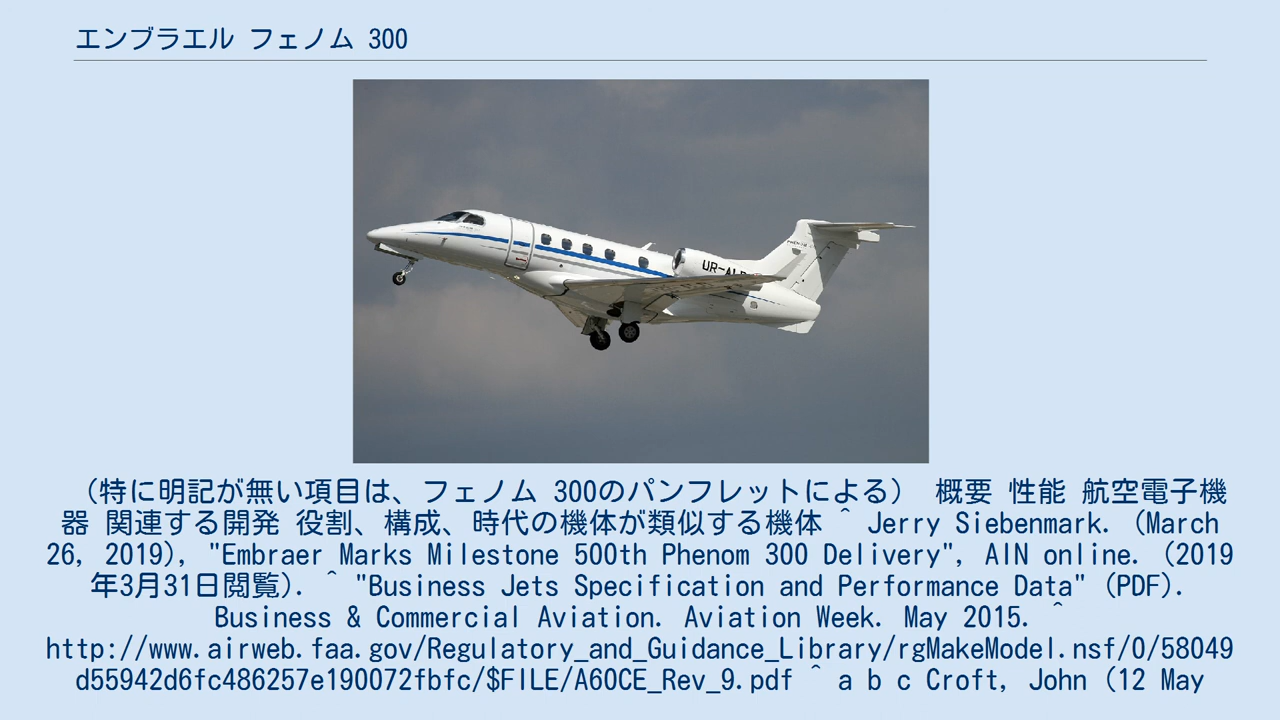 エンブラエル フェノム 300
UR-ALB
PHENOM
（特に明記が無い項目は、フェノム 300のパンフレットによる） 概要 性能 航空電子機
器 関連する開発 役割、構成、時代の機体が類似する機体 ^ Jerry Siebenmark. (March
26, 2019), "Embraer Marks Milestone 500th Phenom 300 Delivery", AIN online. (2019
年3月31日閲覧). ^ "Business Jets Specification and Performance Data" (PDF).
Business & Commercial Aviation. Aviation Week. May 2015. ^
http://www.airweb.faa.gov/Regulatory_and_Guidance_Library/rgMakeModel.nsf/0/58049
d55942d6fc486257e190072fbfc/$FILE/A60CE_Rev_9.pdf ^ a b c Croft, John (12 May